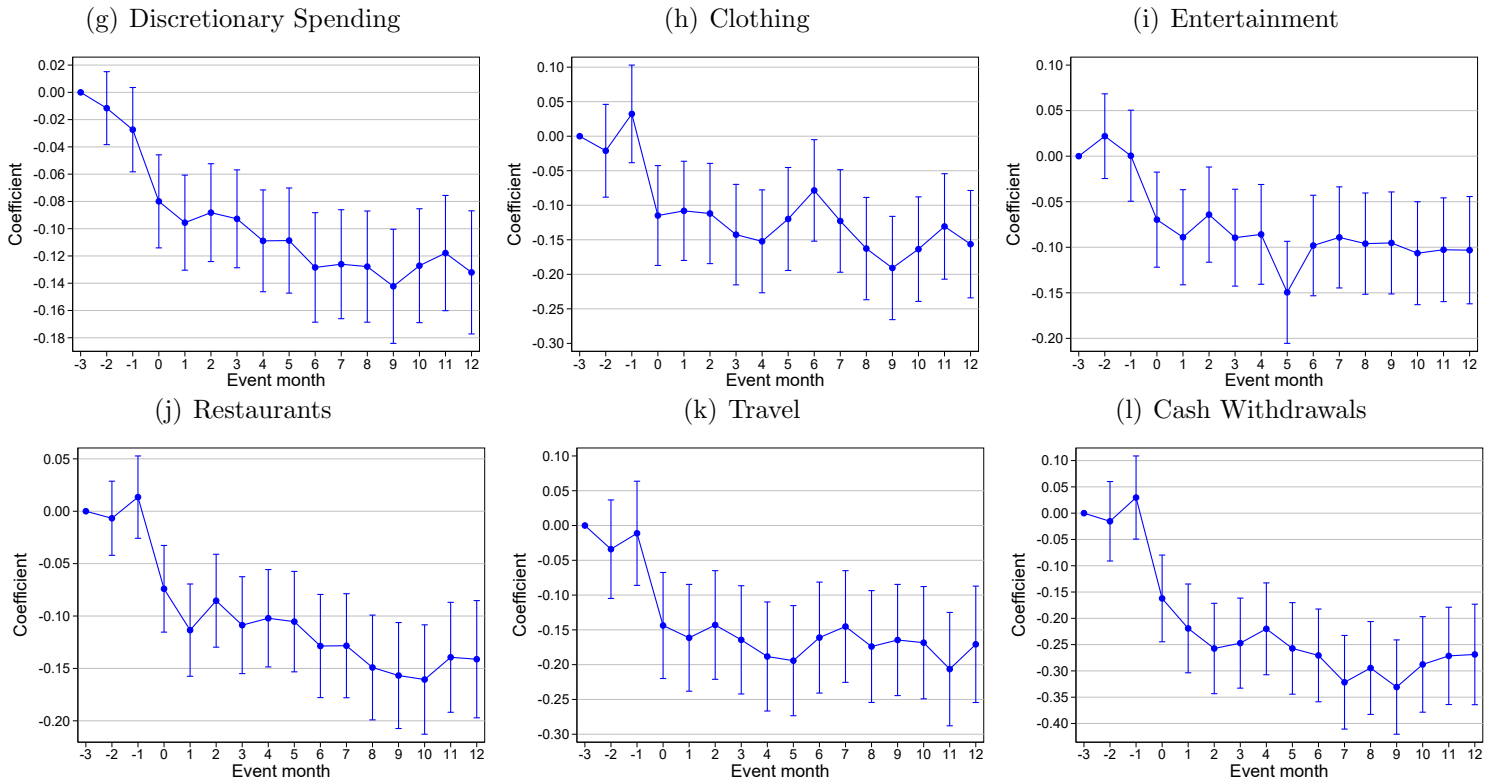 (g) Discretionary Spending
0.02
0.00
-0.02
-0.04
-0.06
-0.08
-0.10
-0.12
-0.14
-0.16
-0.18
Coefficient
-3 -2 -1 0 1 2 3 4 5 6 7 8 9 10 11 12
Event month
(h) Clothing
0.10
0.05
0.00
-0.05
-0.10
-0.15
-0.20
-0.25
-0.30
Coefficient
-3 -2 -1 0 1 2 3 4 5 6 7 8 9 10 11 12
Event month
(i) Entertainment
0.10
0.05
0.00
-0.05
-0.10
-0.15
-0.20
Coefficient
-3 -2 -1 0 1 2 3 4 5 6 7 8 9 10 11 12
Event month
(j) Restaurants
0.05
0.00
-0.05
-0.10
-0.15
-0.20
Coefficient
-3 -2 -1 0 1 2 3 4 5 6 7 8 9 10 11 12
Event month
(k) Travel
0.10
0.05
0.00
-0.05
-0.10
-0.15
-0.20
-0.25
-0.30
Coefficient
-3 -2 -1 0 1 2 3 4 5 6 7 8 9 10 11 12
Event month
(l) Cash Withdrawals
0.10
0.05
0.00
-0.05
-0.10
-0.15
-0.20
-0.25
-0.30
-0.35
-0.40
Coefficient
-3 -2 -1 0 1 2 3 4 5 6 7 8 9 10 11 12
Event month